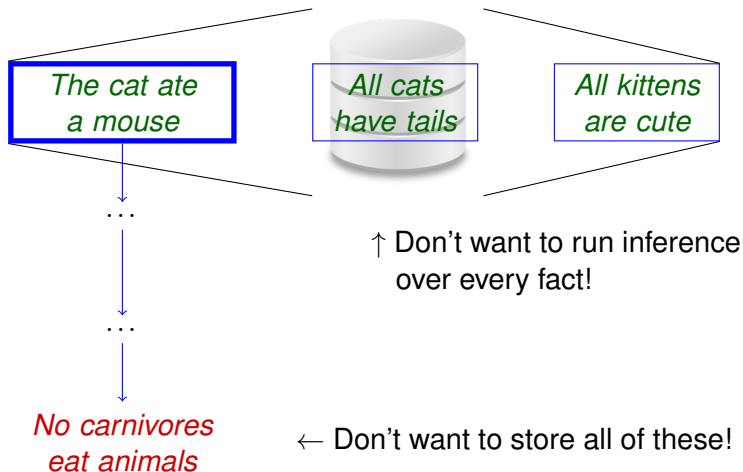 The cat ate
a mouse
All cats
have tails
All kittens
are cute
...
↑ Don't want to run inference
over every fact!
...
No carnivores
eat animals
← Don't want to store all of these!